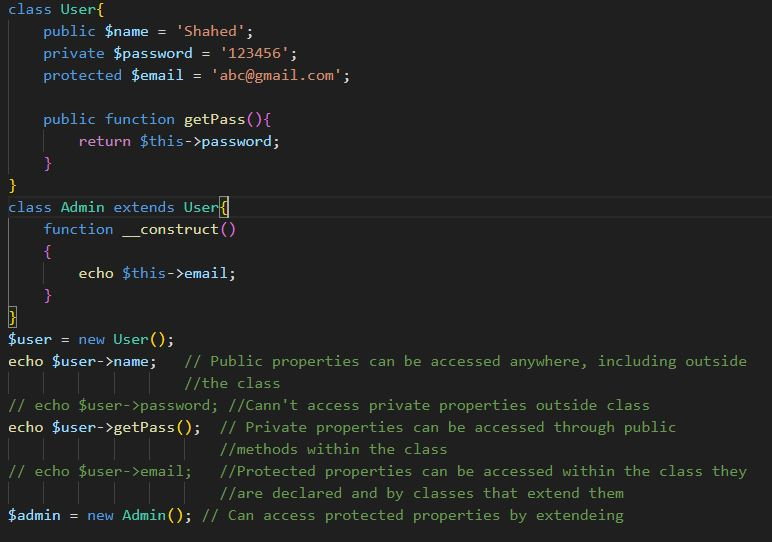 class User{
    public $name = 'Shahed';
    private $password = '123456';
    protected $email = 'abc@gmail.com';

    public function getPass(){
        return $this->password;
    }
}
class Admin extends User{
    function __construct()
    {
        echo $this->email;
    }
}
$user = new User();
echo $user->name;   // Public properties can be accessed anywhere, including outside
                    //the class
// echo $user->password; //Cann't access private properties outside class
echo $user->getPass();  // Private properties can be accessed through public
                        //methods within the class
// echo $user->email;   //Protected properties can be accessed within the class they
                        //are declared and by classes that extend them
$admin = new Admin(); // Can access protected properties by extendeing